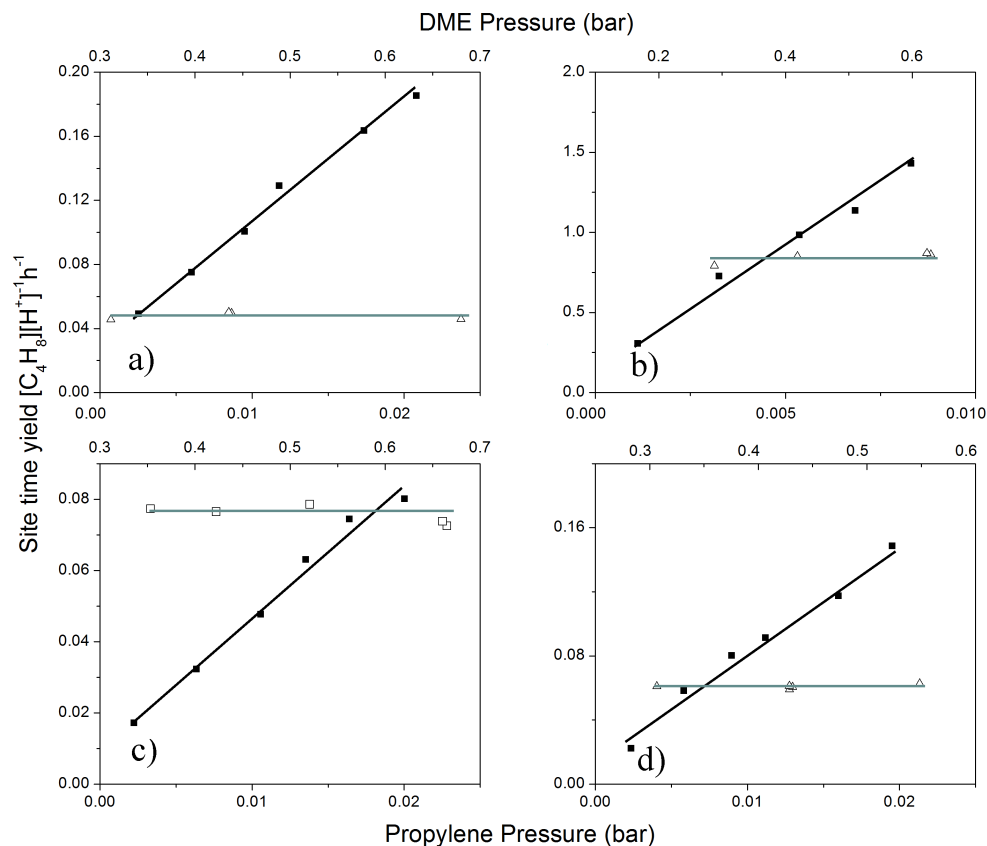 DME Pressure (bar)
0.3 0.4 0.5 0.6 0.7
0.2 0.4 0.6
0.20
0.16
0.12
0.08
0.04
0.00
2.0
1.5
1.0
0.5
0.0
a)
b)
0.00 0.01 0.02
0.000 0.005 0.010
Site time yield [C4H8][H+]-1h-1
0.3 0.4 0.5 0.6 0.7
0.3 0.4 0.5 0.6
0.08
0.06
0.04
0.02
0.00
0.16
0.08
0.00
c)
d)
0.00 0.01 0.02
0.00 0.01 0.02
Propylene Pressure (bar)